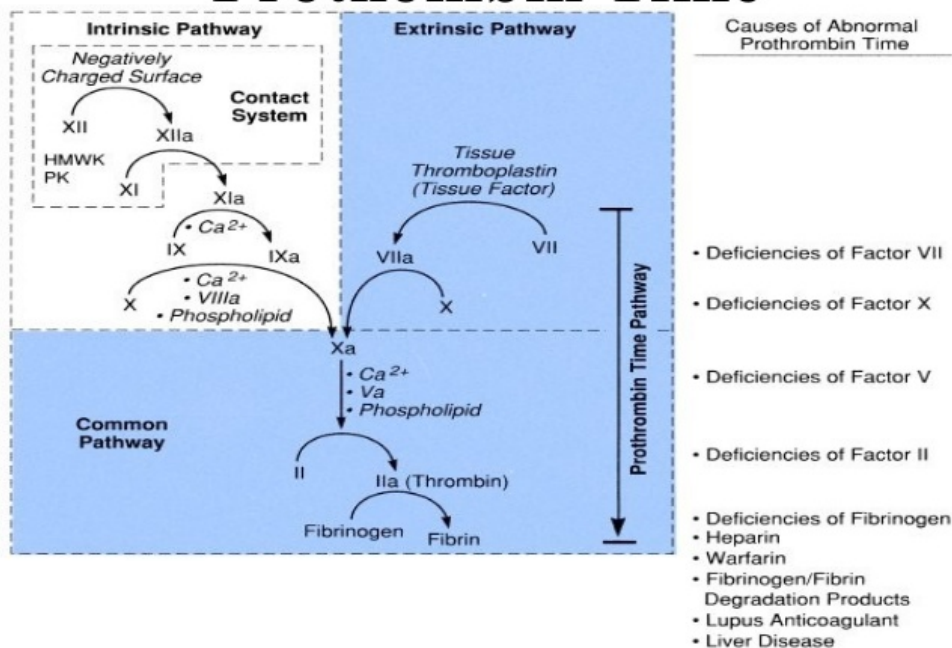 Intrinsic Pathway
Extrinsic Pathway
Negatively
Charged Surface
Contact
System
XII
XIIa
HMWK
PK
XI
XIa
• Ca2+
IX
IXa
X
• Ca2+
• VIIIa
• Phospholipid
Tissue
Thromboplastin
(Tissue Factor)
VIIa
VII
X
Xa
• Ca2+
• Va
• Phospholipid
Common
Pathway
II
IIa (Thrombin)
Fibrinogen
Fibrin
Prothrombin Time Pathway
Causes of Abnormal
Prothrombin Time
• Deficiencies of Factor VII
• Deficiencies of Factor X
• Deficiencies of Factor V
• Deficiencies of Factor II
• Deficiencies of Fibrinogen
• Heparin
• Warfarin
• Fibrinogen/Fibrin
Degradation Products
• Lupus Anticoagulant
• Liver Disease